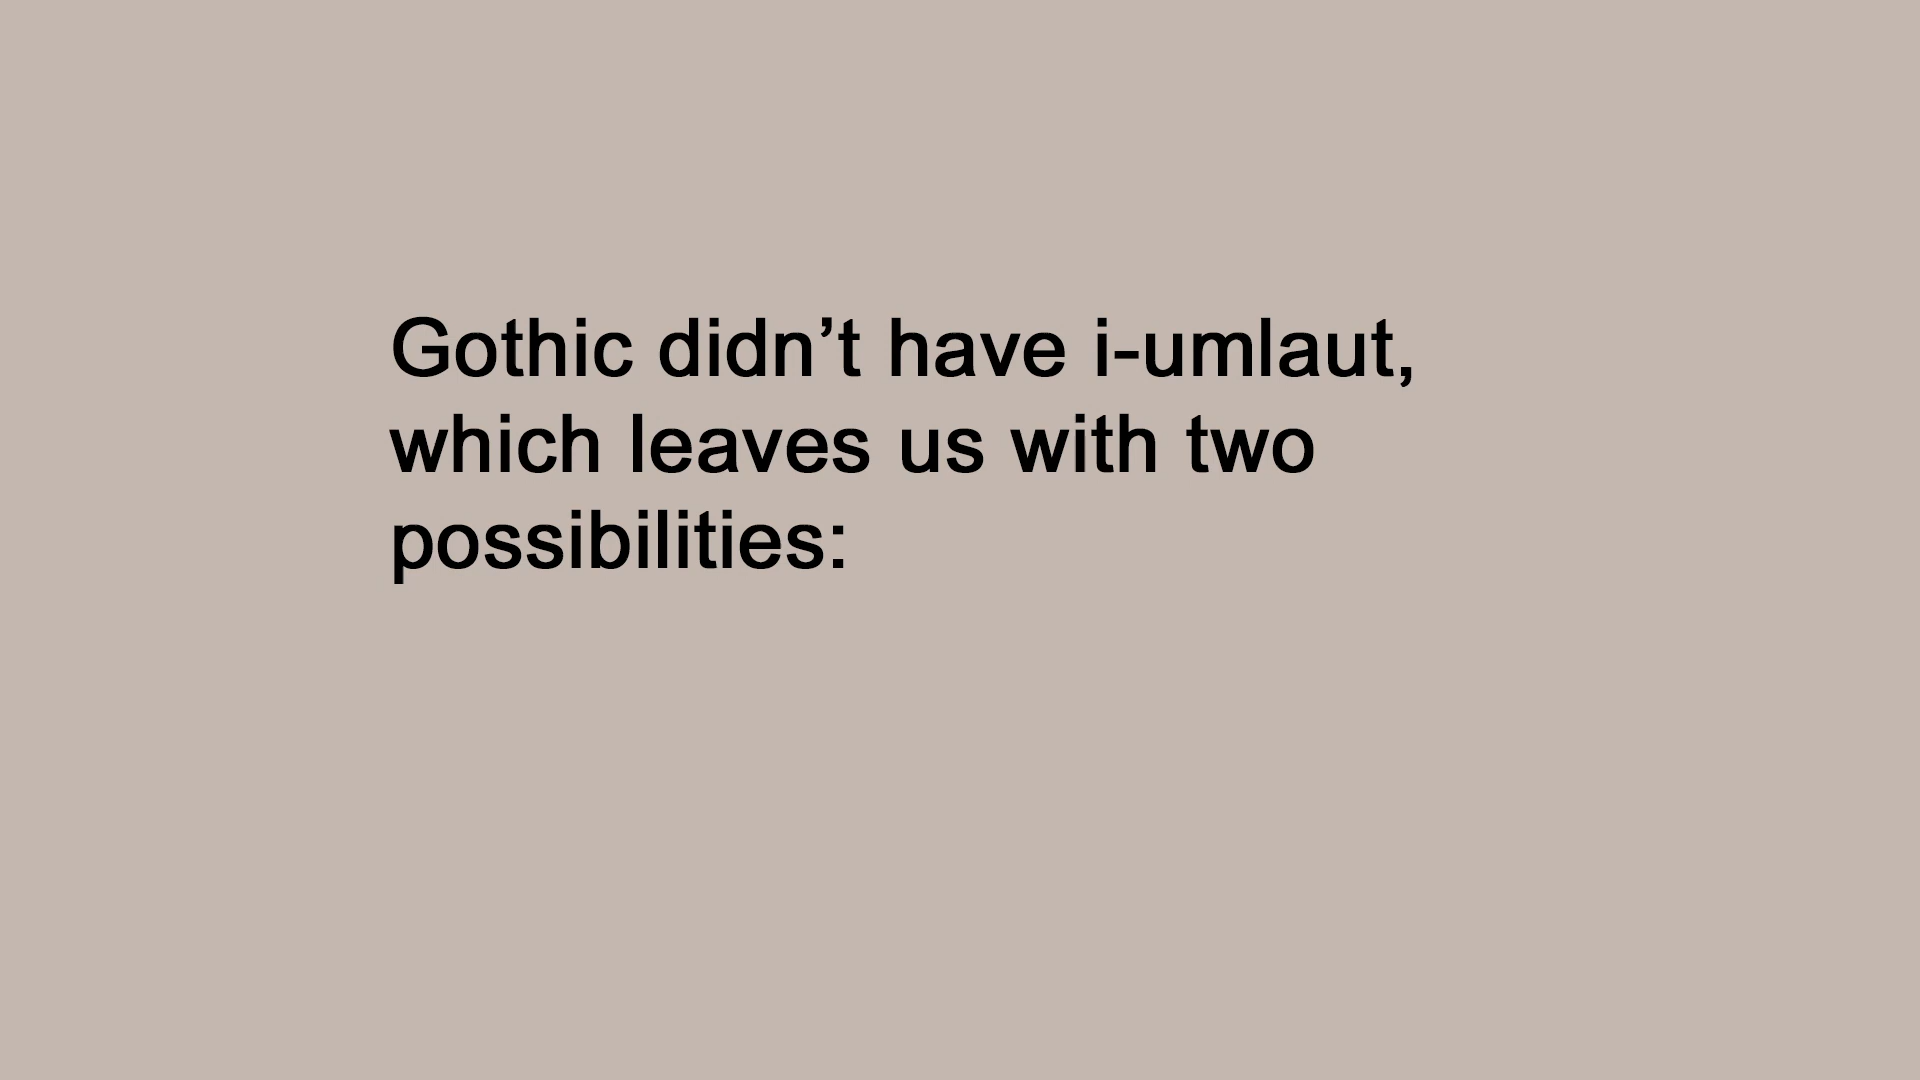 Gothic didn’t have i-umlaut,
which leaves us with two
possibilities: